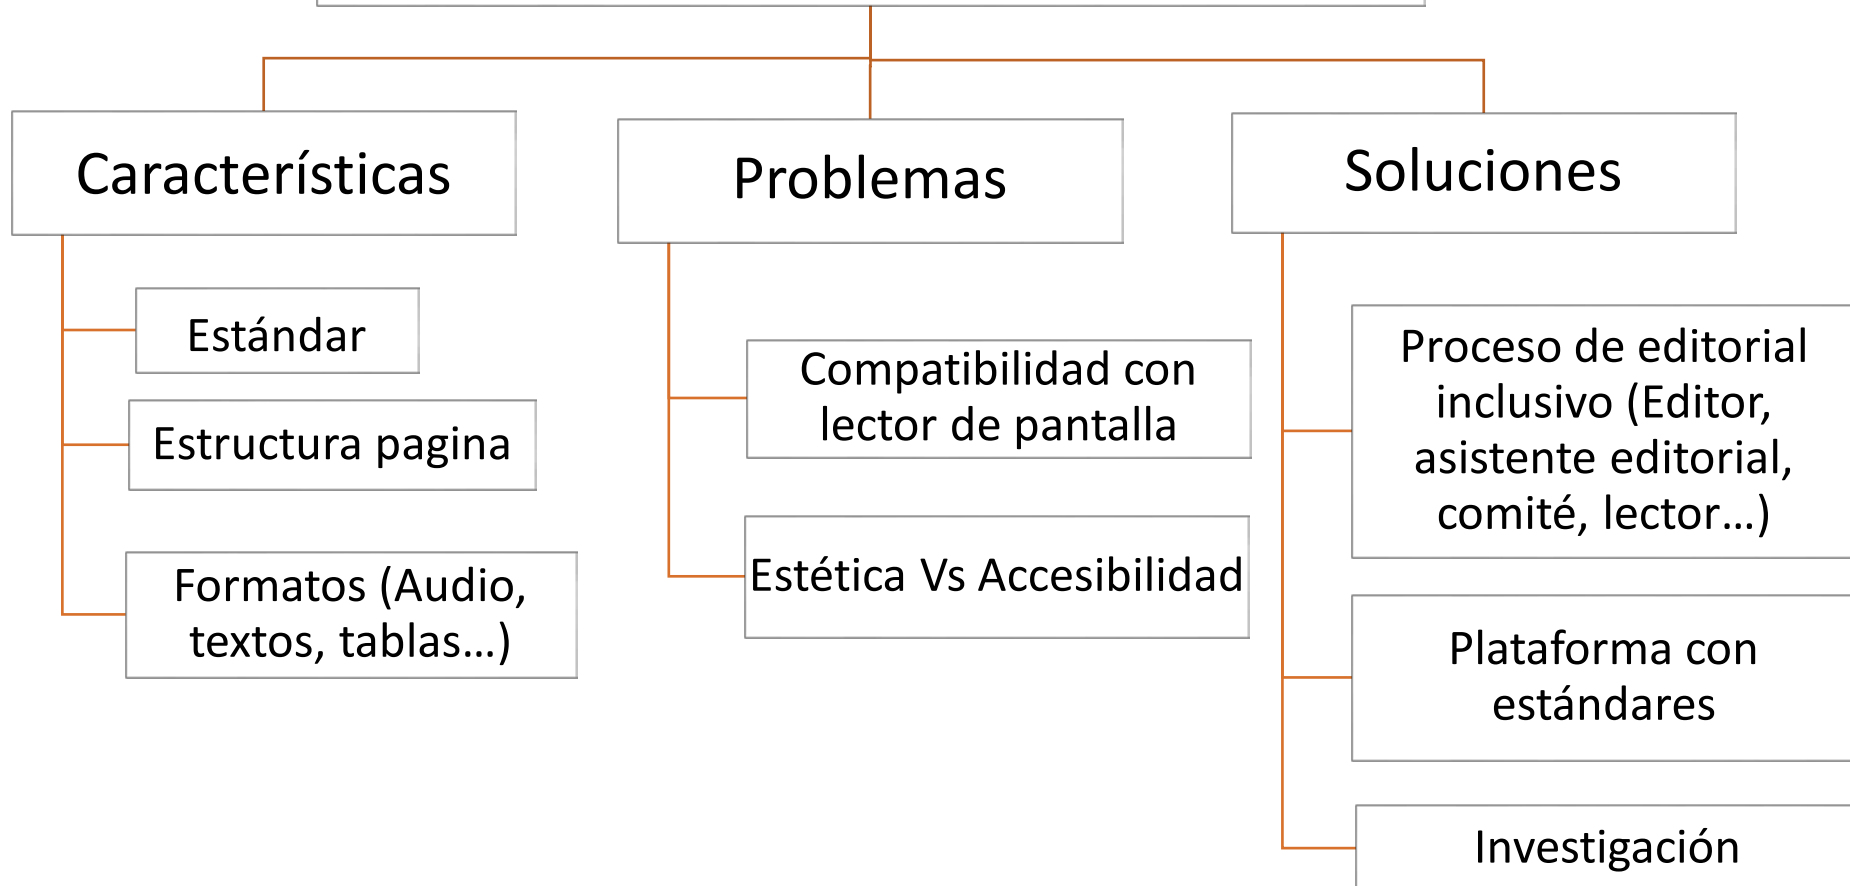 Características
Estándar
Estructura pagina
Formatos (Audio,
textos, tablas...)
Problemas
Compatibilidad con
lector de pantalla
Estética Vs Accesibilidad
Soluciones
Proceso de editorial
inclusivo (Editor,
asistente editorial,
comité, lector...)
Plataforma con
estándares
Investigación